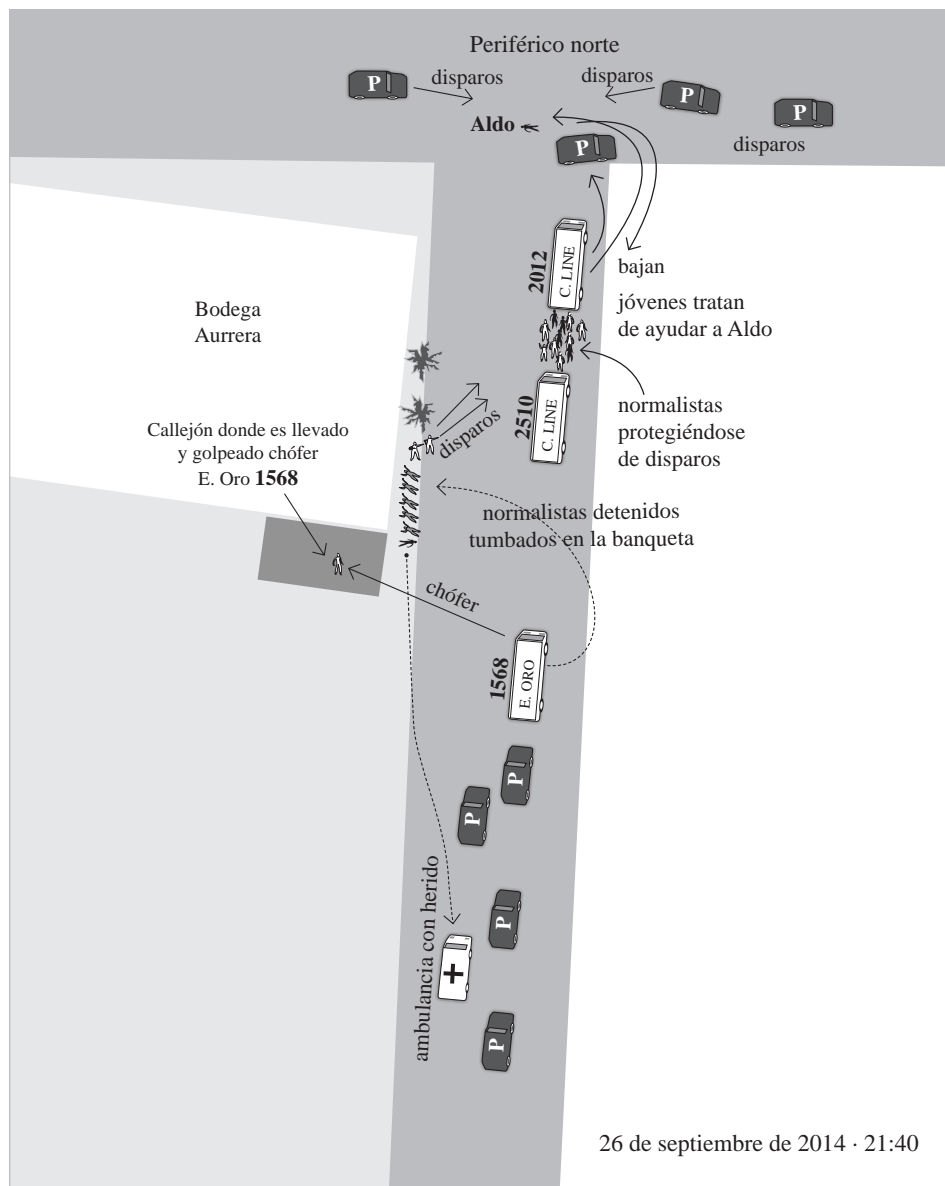 Periférico norte
P
disparos
disparos
P
P
Aldo
disparos
P
2012
C. LINE
bajan
jóvenes tratan
de ayudar a Aldo
Bodega
Aurrera
2510
C. LINE
normalistas
protegiéndose
de disparos
disparos
Callejón donde es llevado
y golpeado chófer
E. Oro 1568
normalistas detenidos
tumbados en la banqueta
chófer
1568
E. ORO
P
P
ambulancia con herido
P
P
26 de septiembre de 2014 · 21:40